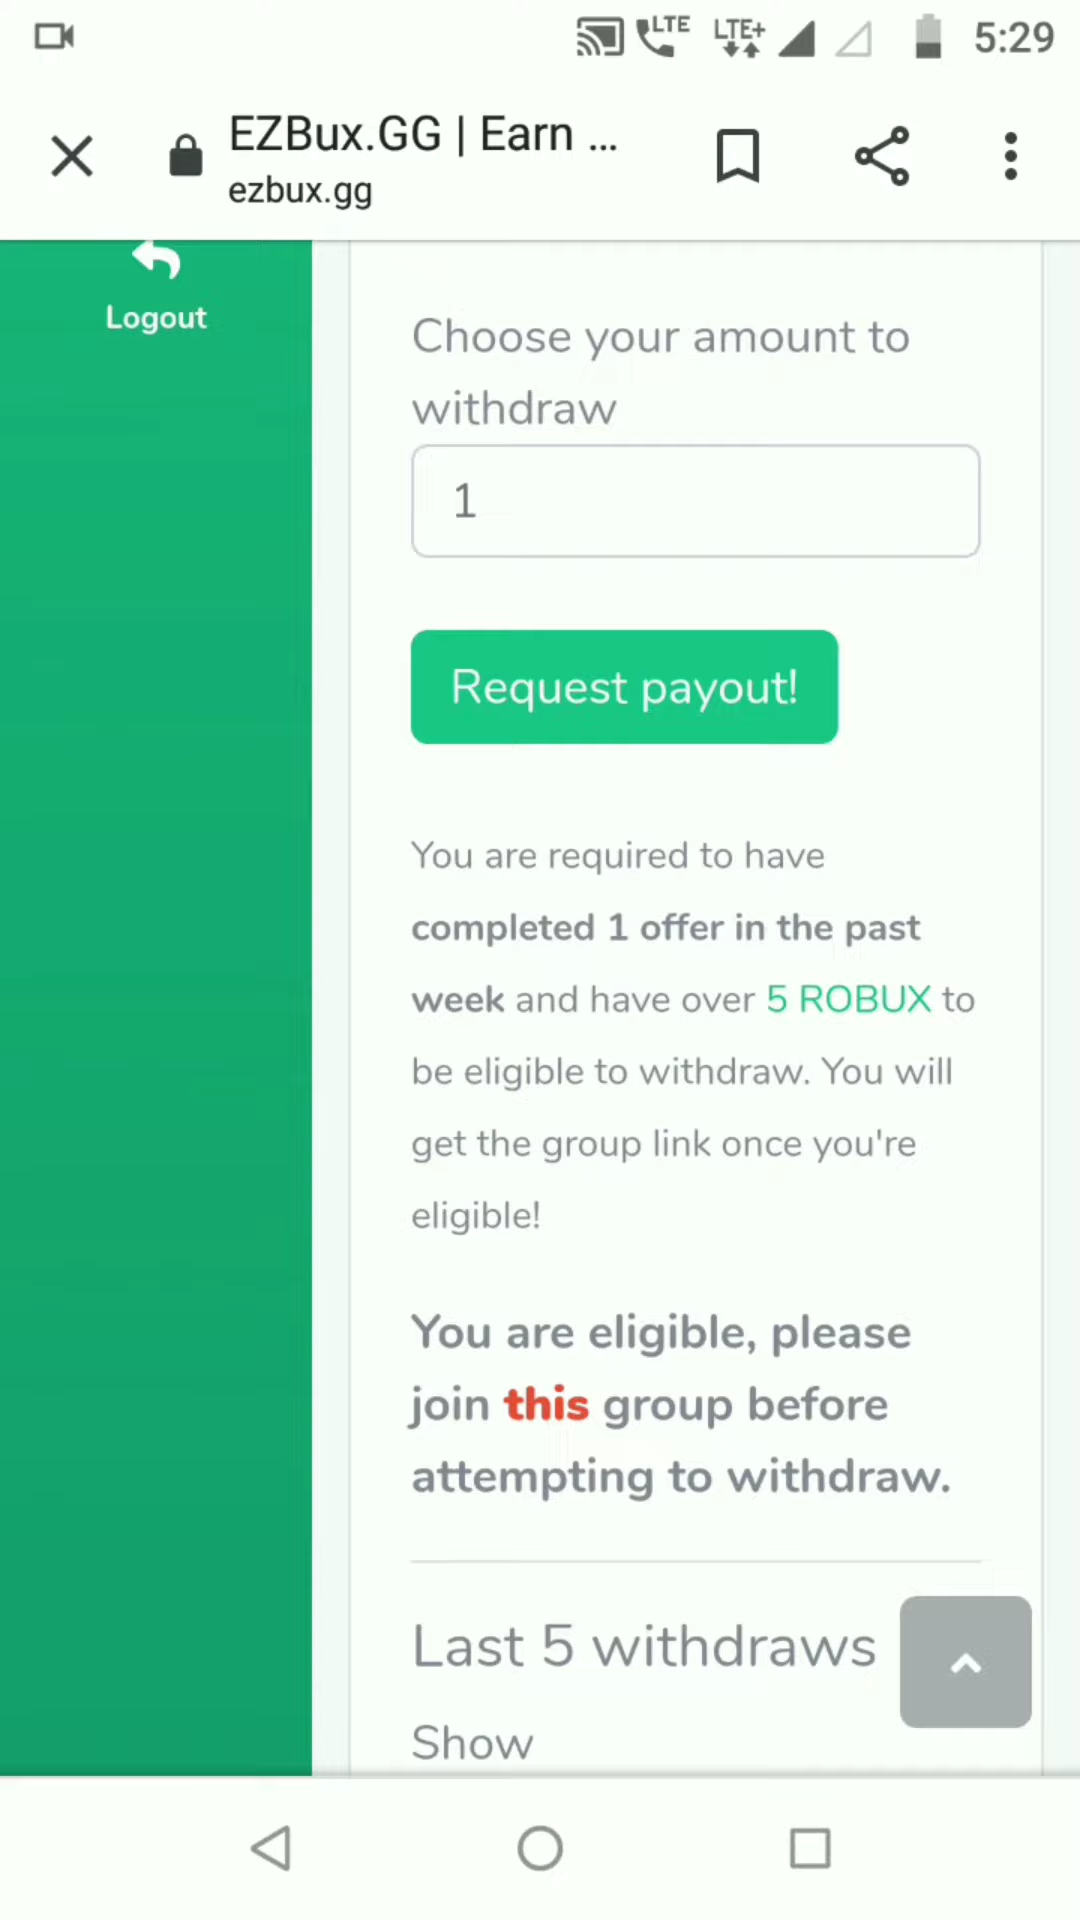 LTE LTE+ 5:29
EZBux.GG | Earn ...
ezbux.gg
Logout
Choose your amount to
withdraw
1
Request payout!
You are required to have
completed 1 offer in the past
week and have over 5 ROBUX to
be eligible to withdraw. You will
get the group link once you're
eligible!
You are eligible, please
join this group before
attempting to withdraw.
Last 5 withdraws
Show